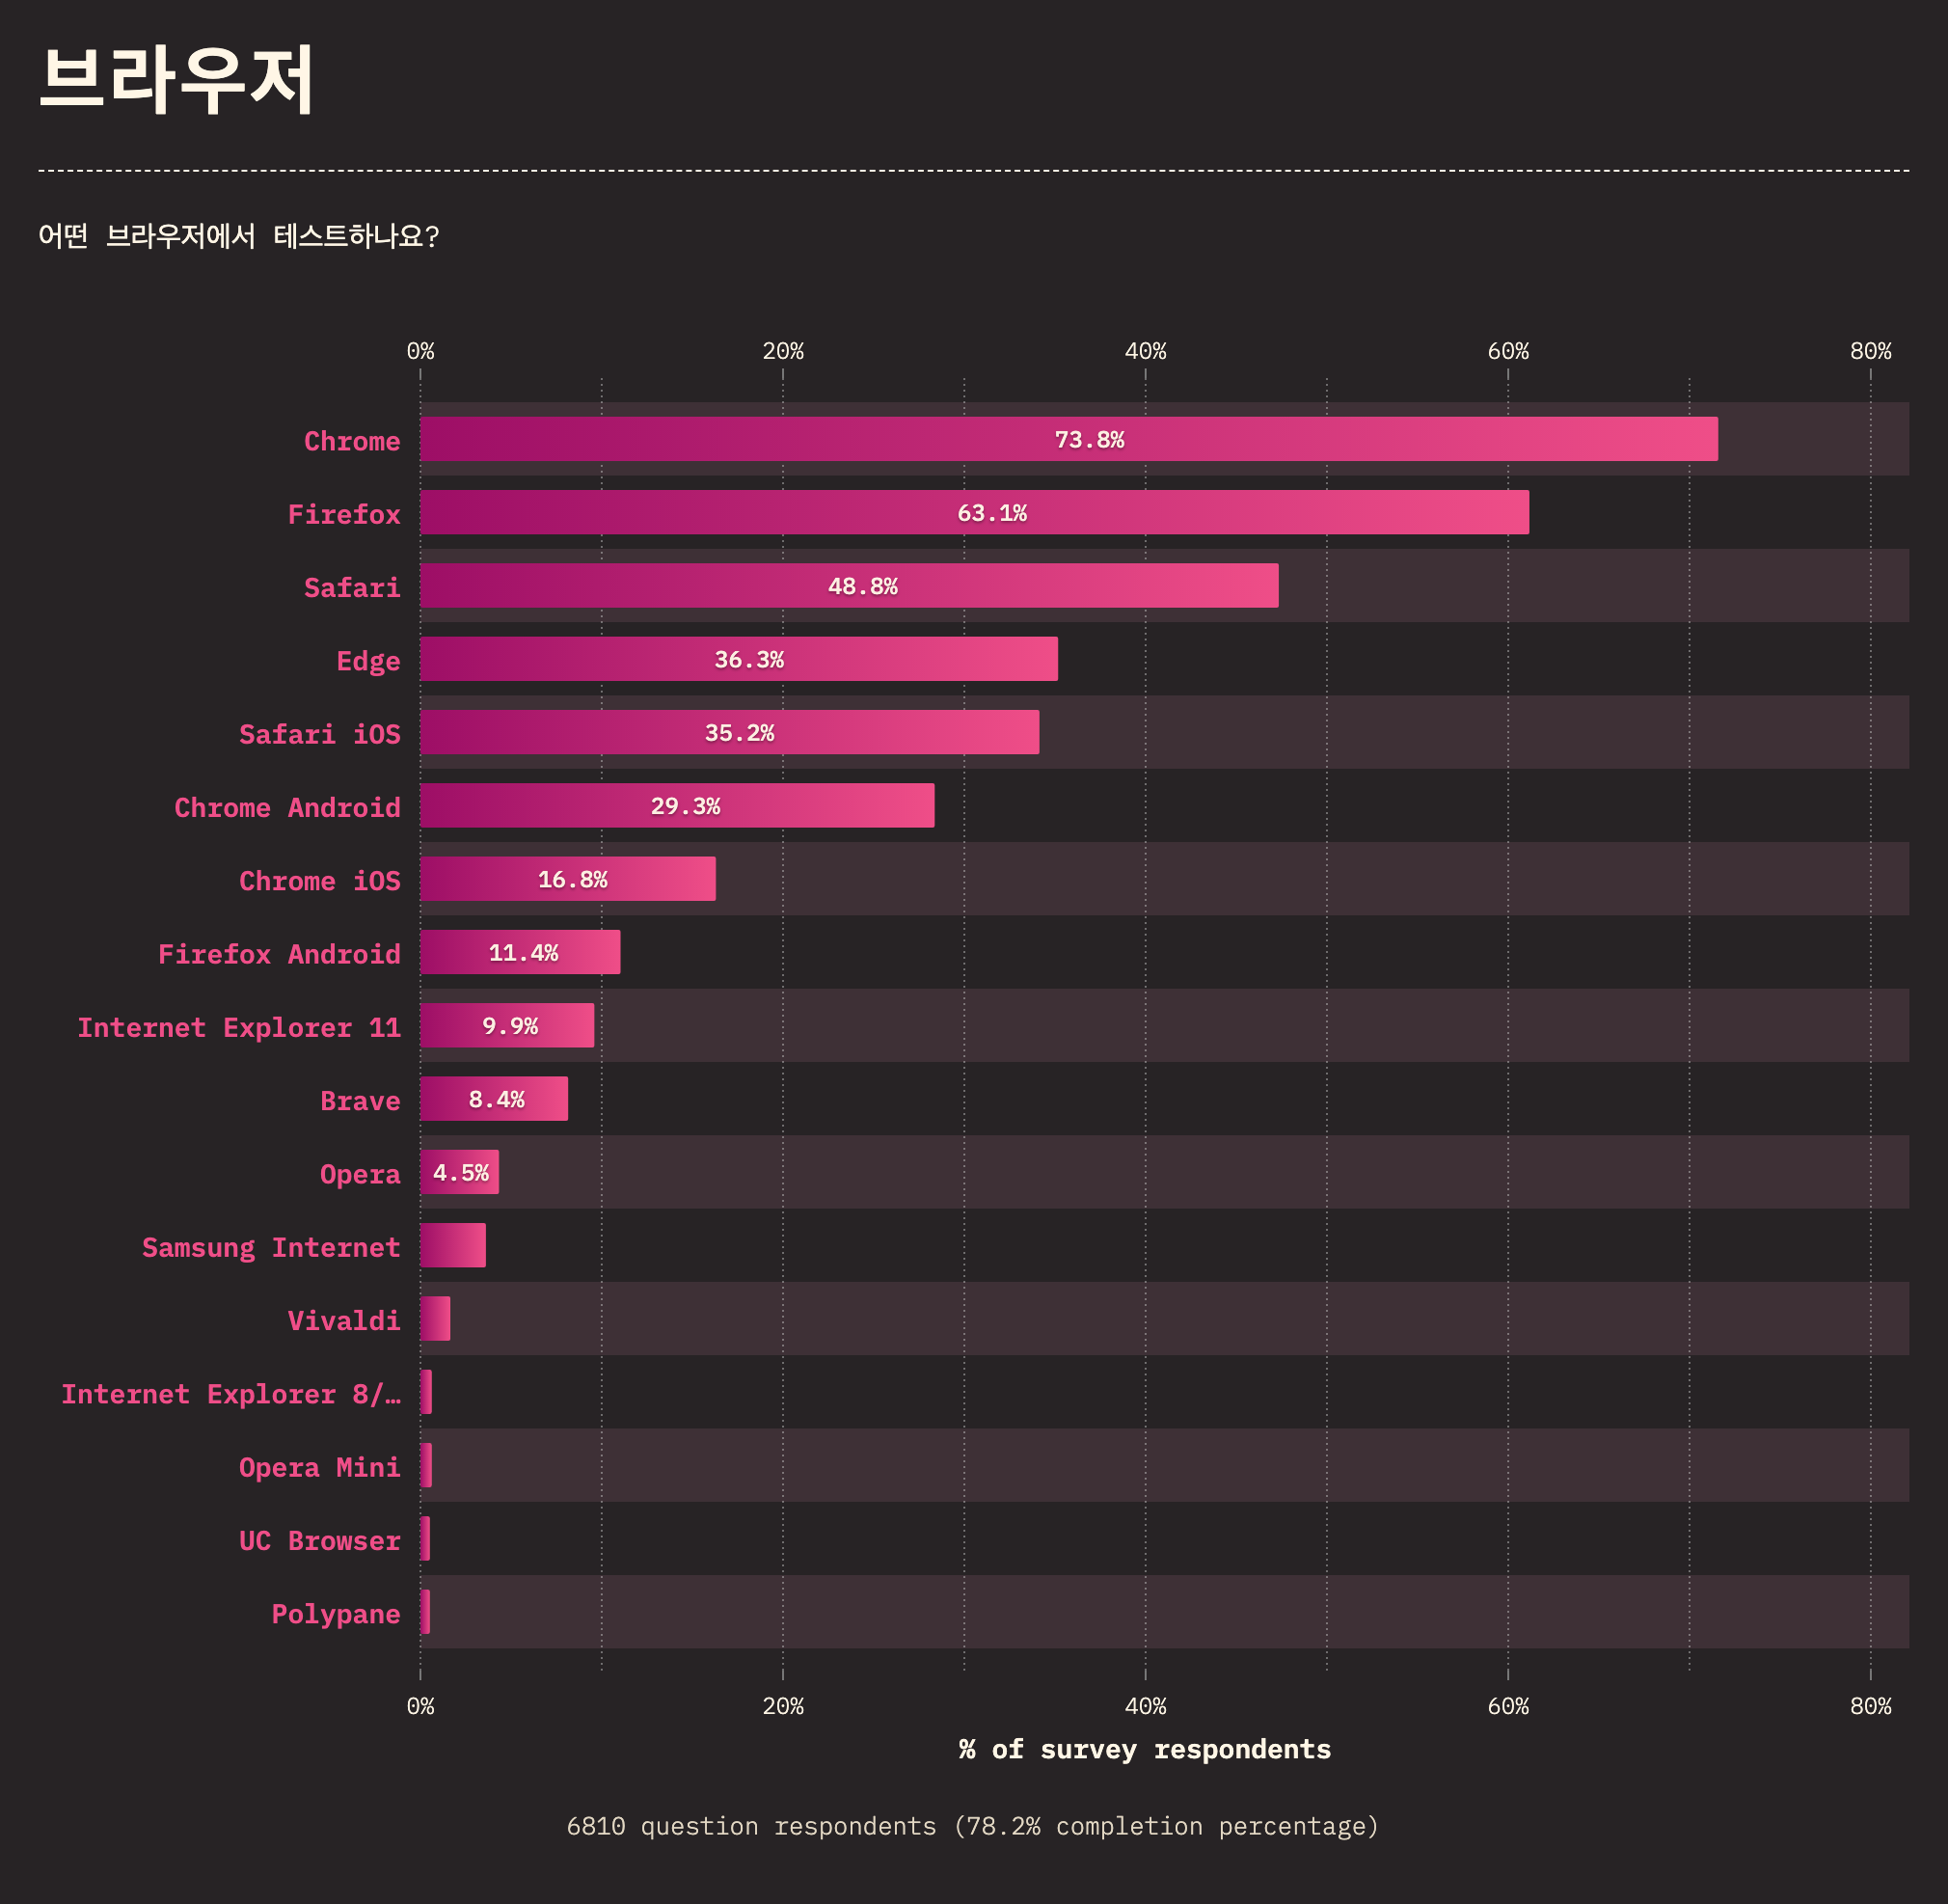 브라우저
어떤 브라우저에서 테스트하나요?
0% 20% 40% 60% 80%
Chrome 73.8%
Firefox 63.1%
Safari 48.8%
Edge 36.3%
Safari iOS 35.2%
Chrome Android 29.3%
Chrome iOS 16.8%
Firefox Android 11.4%
Internet Explorer 11 9.9%
Brave 8.4%
Opera 4.5%
Samsung Internet
Vivaldi
Internet Explorer 8/…
Opera Mini
UC Browser
Polypane
0% 20% 40% 60% 80%
% of survey respondents
6810 question respondents (78.2% completion percentage)